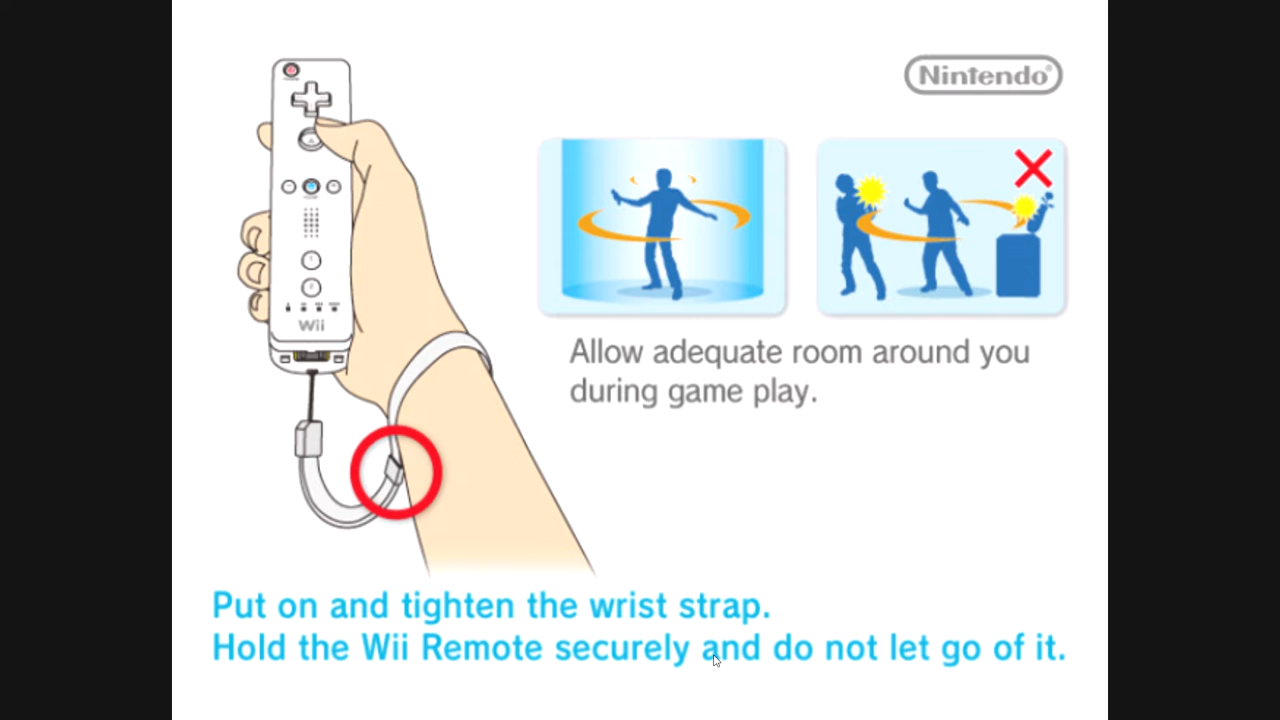 Nintendo®
Wii
Allow adequate room around you
during game play.
Put on and tighten the wrist strap.
Hold the Wii Remote securely and do not let go of it.